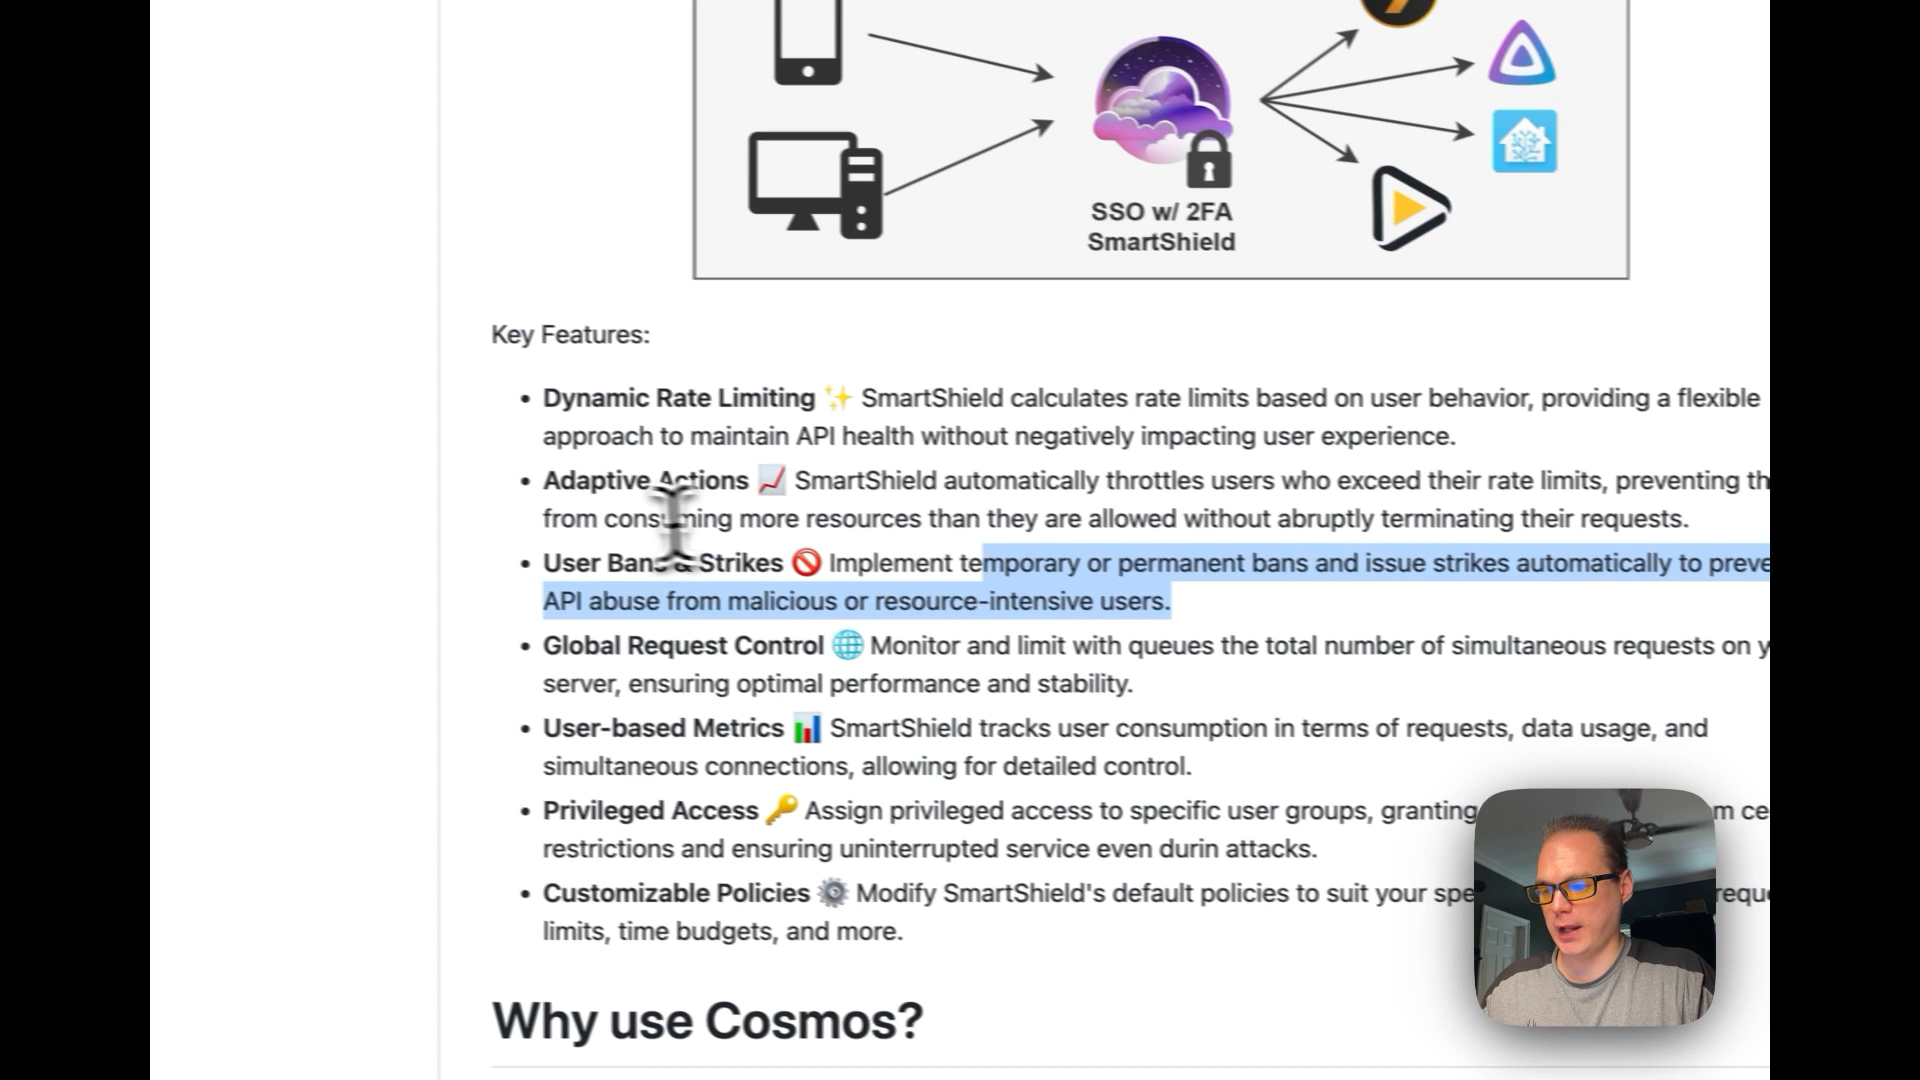 SSO w/ 2FA
SmartShield
Key Features:
• Dynamic Rate Limiting ✨ SmartShield calculates rate limits based on user behavior, providing a flexible
approach to maintain API health without negatively impacting user experience.
• Adaptive Actions 📈 SmartShield automatically throttles users who exceed their rate limits, preventing th
from consuming more resources than they are allowed without abruptly terminating their requests.
• User Bans & Strikes 🚫 Implement temporary or permanent bans and issue strikes automatically to preve
API abuse from malicious or resource-intensive users.
• Global Request Control 🌐 Monitor and limit with queues the total number of simultaneous requests on y
server, ensuring optimal performance and stability.
• User-based Metrics 📊 SmartShield tracks user consumption in terms of requests, data usage, and
simultaneous connections, allowing for detailed control.
• Privileged Access 🔑 Assign privileged access to specific user groups, granting m ce
restrictions and ensuring uninterrupted service even durin attacks.
• Customizable Policies ⚙️ Modify SmartShield's default policies to suit your spe reque
limits, time budgets, and more.
Why use Cosmos?